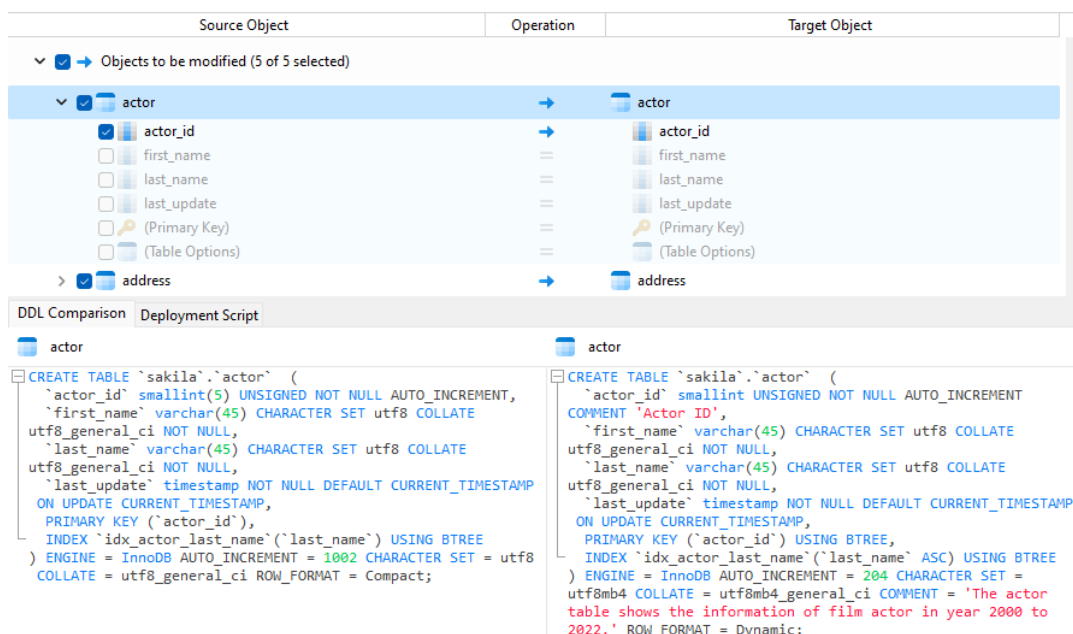 Source Object Operation Target Object
Objects to be modified (5 of 5 selected)
actor actor
actor_id actor_id
first_name = first_name
last_name = last_name
last_update = last_update
(Primary Key) = (Primary Key)
(Table Options) = (Table Options)
address address
DDL Comparison Deployment Script
actor
CREATE TABLE `sakila`.`actor`  (
  `actor_id` smallint(5) UNSIGNED NOT NULL AUTO_INCREMENT,
  `first_name` varchar(45) CHARACTER SET utf8 COLLATE
utf8_general_ci NOT NULL,
  `last_name` varchar(45) CHARACTER SET utf8 COLLATE
utf8_general_ci NOT NULL,
  `last_update` timestamp NOT NULL DEFAULT CURRENT_TIMESTAMP
 ON UPDATE CURRENT_TIMESTAMP,
  PRIMARY KEY (`actor_id`),
  INDEX `idx_actor_last_name`(`last_name`) USING BTREE
) ENGINE = InnoDB AUTO_INCREMENT = 1002 CHARACTER SET = utf8
 COLLATE = utf8_general_ci ROW_FORMAT = Compact;
actor
CREATE TABLE `sakila`.`actor`  (
  `actor_id` smallint UNSIGNED NOT NULL AUTO_INCREMENT
COMMENT 'Actor ID',
  `first_name` varchar(45) CHARACTER SET utf8 COLLATE
utf8_general_ci NOT NULL,
  `last_name` varchar(45) CHARACTER SET utf8 COLLATE
utf8_general_ci NOT NULL,
  `last_update` timestamp NOT NULL DEFAULT CURRENT_TIMESTAMP
 ON UPDATE CURRENT_TIMESTAMP,
  PRIMARY KEY (`actor_id`) USING BTREE,
  INDEX `idx_actor_last_name`(`last_name` ASC) USING BTREE
) ENGINE = InnoDB AUTO_INCREMENT = 204 CHARACTER SET =
utf8mb4 COLLATE = utf8mb4_general_ci COMMENT = 'The actor
table shows the information of film actor in year 2000 to
2022.' ROW_FORMAT = Dynamic;